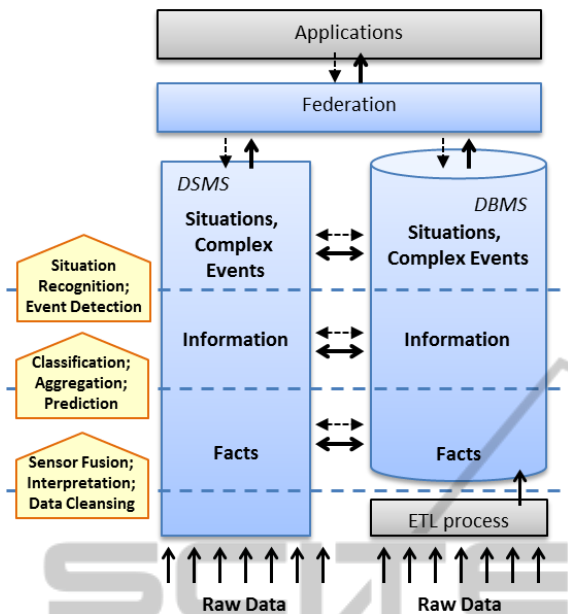 Applications
Federation
DSMS
Situations,
Complex
Events
DBMS
Situations,
Complex Events
Situation
Recognition;
Event Detection
Information
Information
Classification;
Aggregation;
Prediction
Facts
Facts
Sensor Fusion;
Interpretation;
Data Cleansing
ETL process
Raw Data
Raw Data